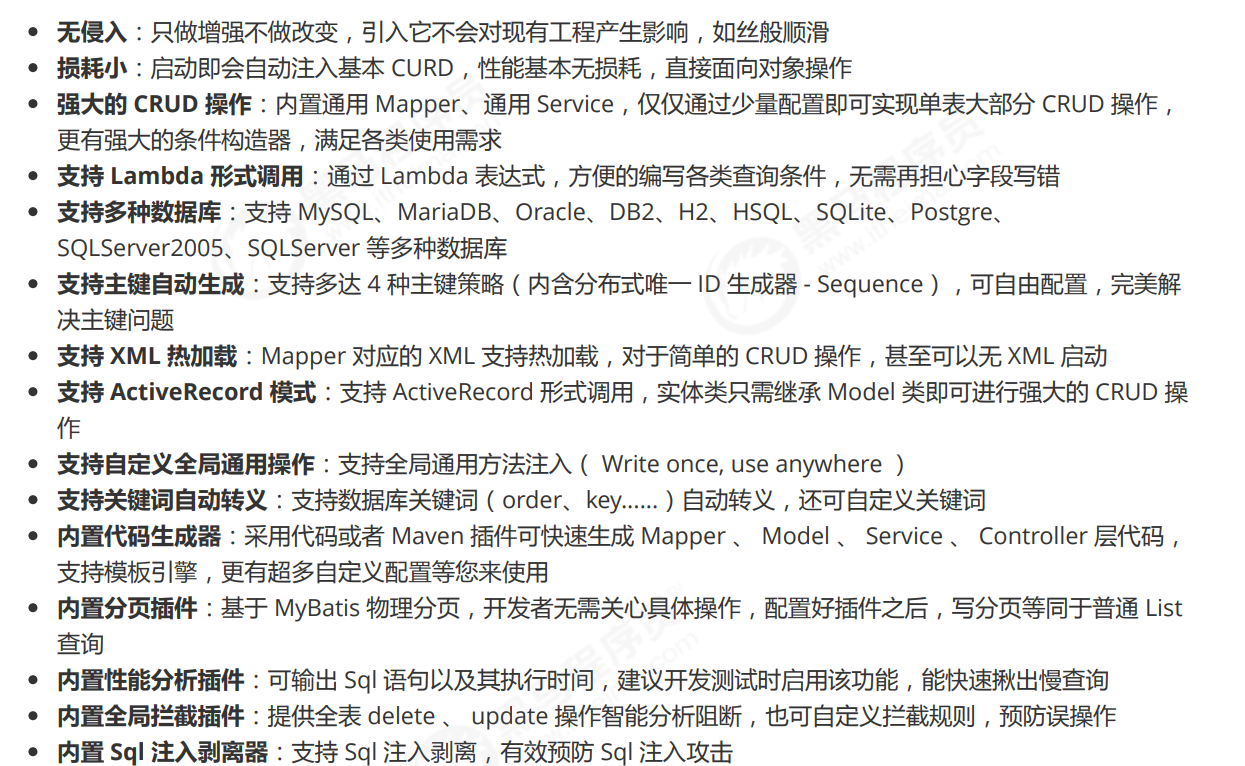 • 无侵入：只做增强不做改变，引入它不会对现有工程产生影响，如丝般顺滑
• 损耗小：启动即会自动注入基本 CURD，性能基本无损耗，直接面向对象操作
• 强大的 CRUD 操作：内置通用 Mapper、通用 Service，仅仅通过少量配置即可实现单表大部分 CRUD 操作，
更有强大的条件构造器，满足各类使用需求
• 支持 Lambda 形式调用：通过 Lambda 表达式，方便的编写各类查询条件，无需再担心字段写错
• 支持多种数据库：支持 MySQL、MariaDB、Oracle、DB2、H2、HSQL、SQLite、Postgre、
SQLServer2005、SQLServer 等多种数据库
• 支持主键自动生成：支持多达 4 种主键策略（内含分布式唯一 ID 生成器 - Sequence），可自由配置，完美解
决主键问题
• 支持 XML 热加载：Mapper 对应的 XML 支持热加载，对于简单的 CRUD 操作，甚至可以无 XML 启动
• 支持 ActiveRecord 模式：支持 ActiveRecord 形式调用，实体类只需继承 Model 类即可进行强大的 CRUD 操
作
• 支持自定义全局通用操作：支持全局通用方法注入（ Write once, use anywhere ）
• 支持关键词自动转义：支持数据库关键词（order、key......）自动转义，还可自定义关键词
• 内置代码生成器：采用代码或者 Maven 插件可快速生成 Mapper 、 Model 、 Service 、 Controller 层代码，
支持模板引擎，更有超多自定义配置等您来使用
• 内置分页插件：基于 MyBatis 物理分页，开发者无需关心具体操作，配置好插件之后，写分页等同于普通 List
查询
• 内置性能分析插件：可输出 Sql 语句以及其执行时间，建议开发测试时启用该功能，能快速揪出慢查询
• 内置全局拦截插件：提供全表 delete 、 update 操作智能分析阻断，也可自定义拦截规则，预防误操作
• 内置 Sql 注入剥离器：支持 Sql 注入剥离，有效预防 Sql 注入攻击